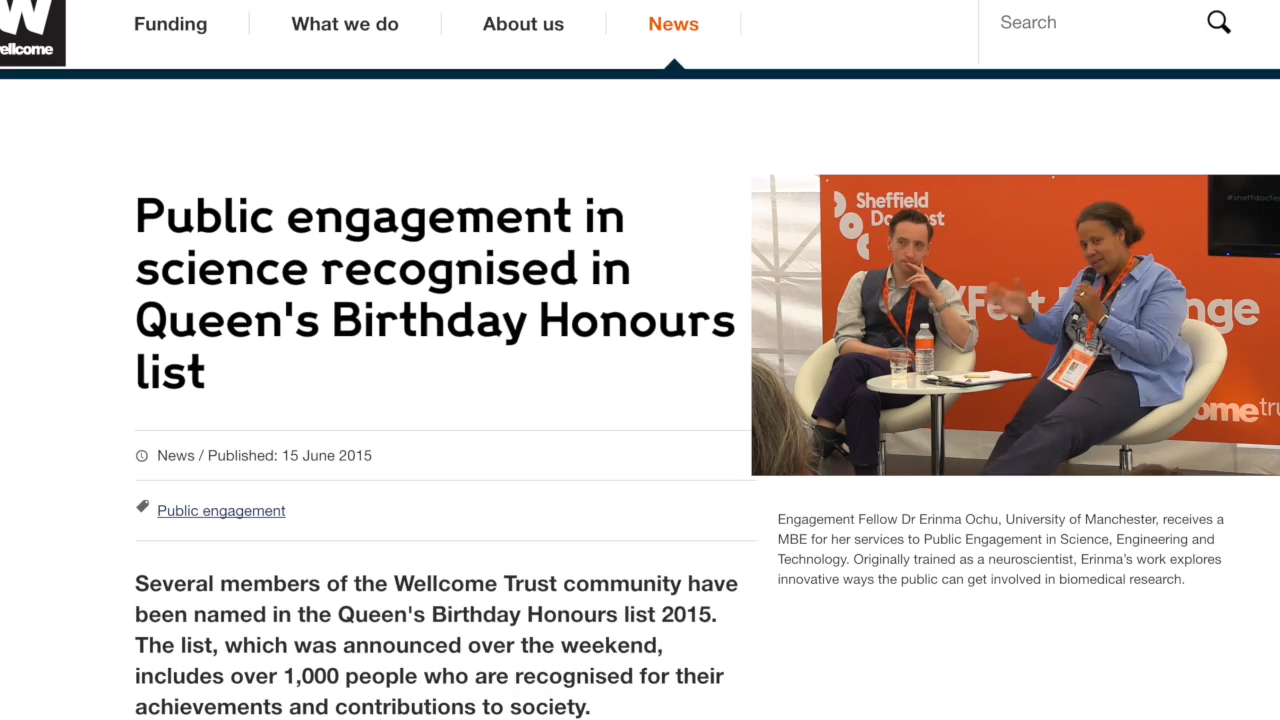 W
ellcome
Funding
What we do
About us
News
Search
Public engagement in
science recognised in
Queen's Birthday Honours
list
News / Published: 15 June 2015
Public engagement
Several members of the Wellcome Trust community have
been named in the Queen's Birthday Honours list 2015.
The list, which was announced over the weekend,
includes over 1,000 people who are recognised for their
achievements and contributions to society.
Sheffield
Engagement Fellow Dr Erinma Ochu, University of Manchester, receives a
MBE for her services to Public Engagement in Science, Engineering and
Technology. Originally trained as a neuroscientist, Erinma's work explores
innovative ways the public can get involved in biomedical research.